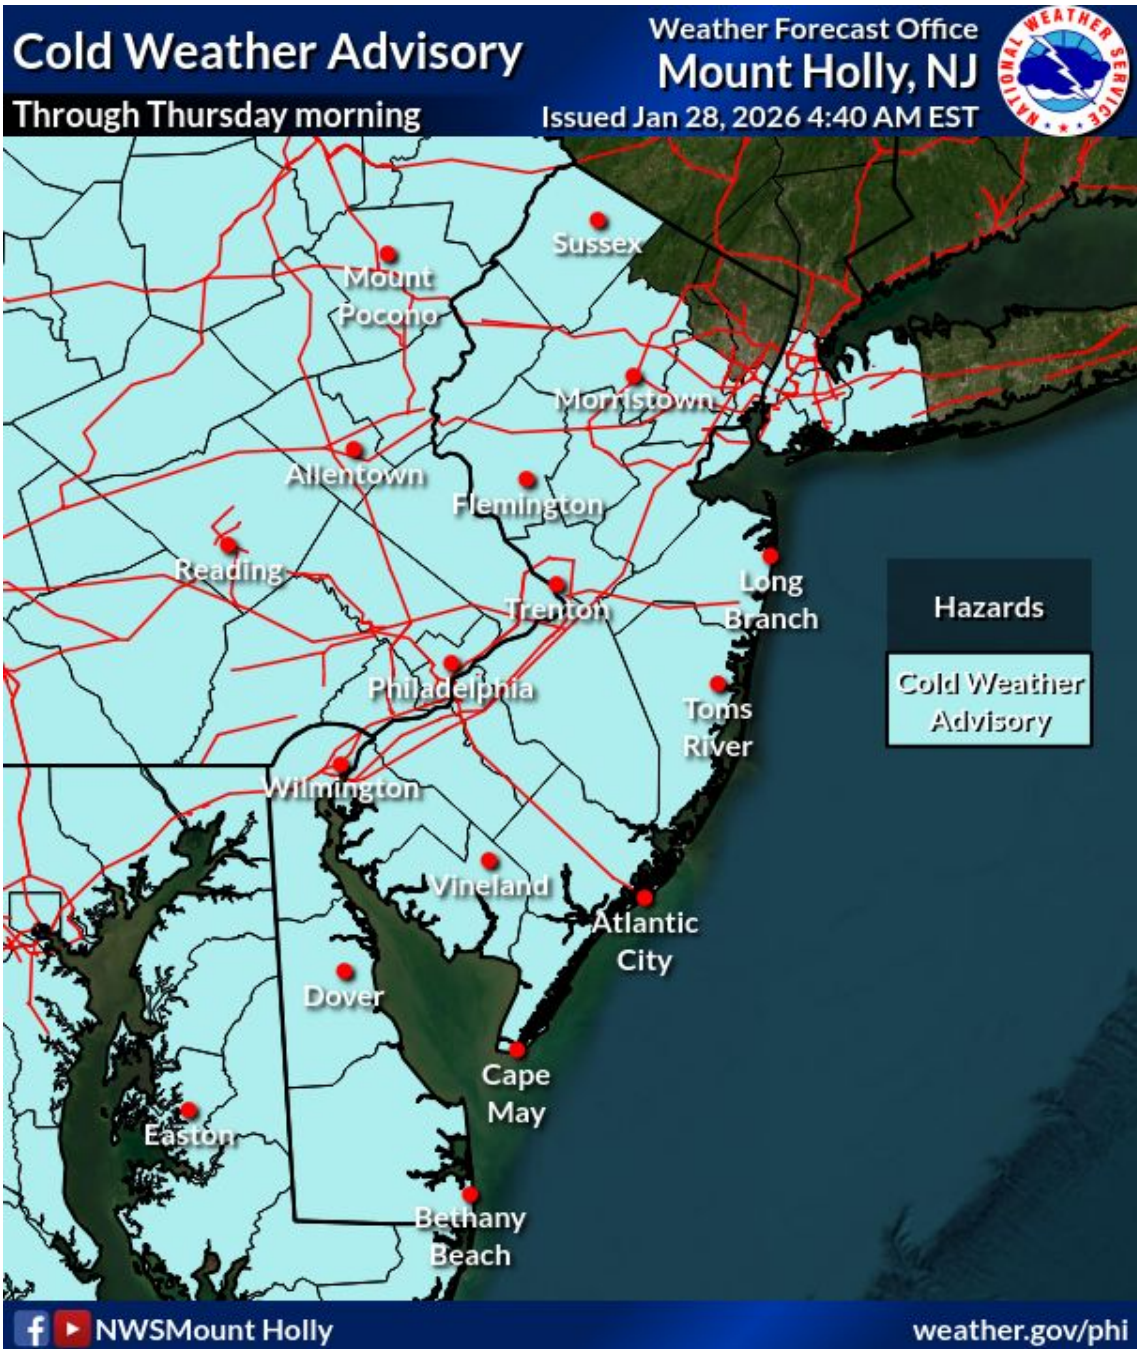 Cold Weather Advisory
Through Thursday morning
Weather Forecast Office
Mount Holly, NJ
Issued Jan 28, 2026 4:40 AM EST
NATIONAL WEATHER SERVICE
Sussex
Mount
Pocono
Morristown
Allentown
Flemington
Reading
Trenton
Long
Branch
Philadelphia
Toms
River
Wilmington
Vineland
Atlantic
City
Dover
Cape
May
Easton
Bethany
Beach
Hazards
Cold Weather
Advisory
NWSMount Holly
weather.gov/phi